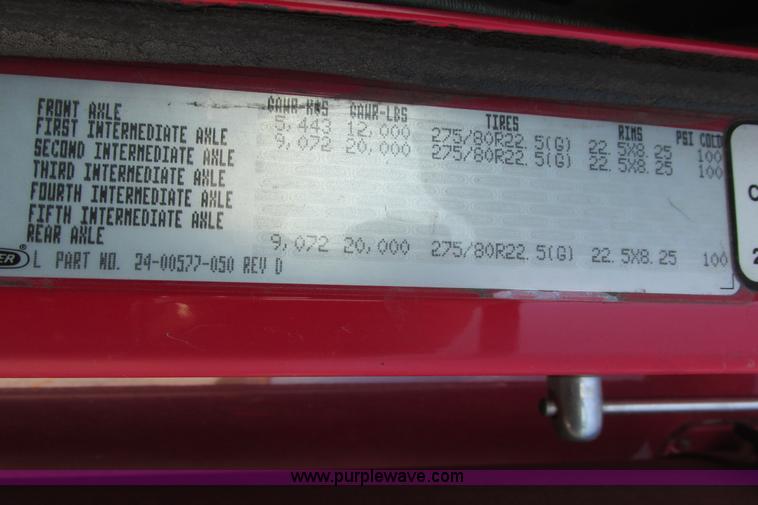 GAWR-KGS GAWR-LBS TIRES RIMS PSI COLD
FRONT AXLE 5,443 12,000 275/80R22.5(G) 22.5X8.25 100
FIRST INTERMEDIATE AXLE 9,072 20,000 275/80R22.5(G) 22.5X8.25 100
SECOND INTERMEDIATE AXLE
THIRD INTERMEDIATE AXLE
FOURTH INTERMEDIATE AXLE
FIFTH INTERMEDIATE AXLE
REAR AXLE 9,072 20,000 275/80R22.5(G) 22.5X8.25 100
L PART NO. 24-00577-050 REV D
www.purplewave.com